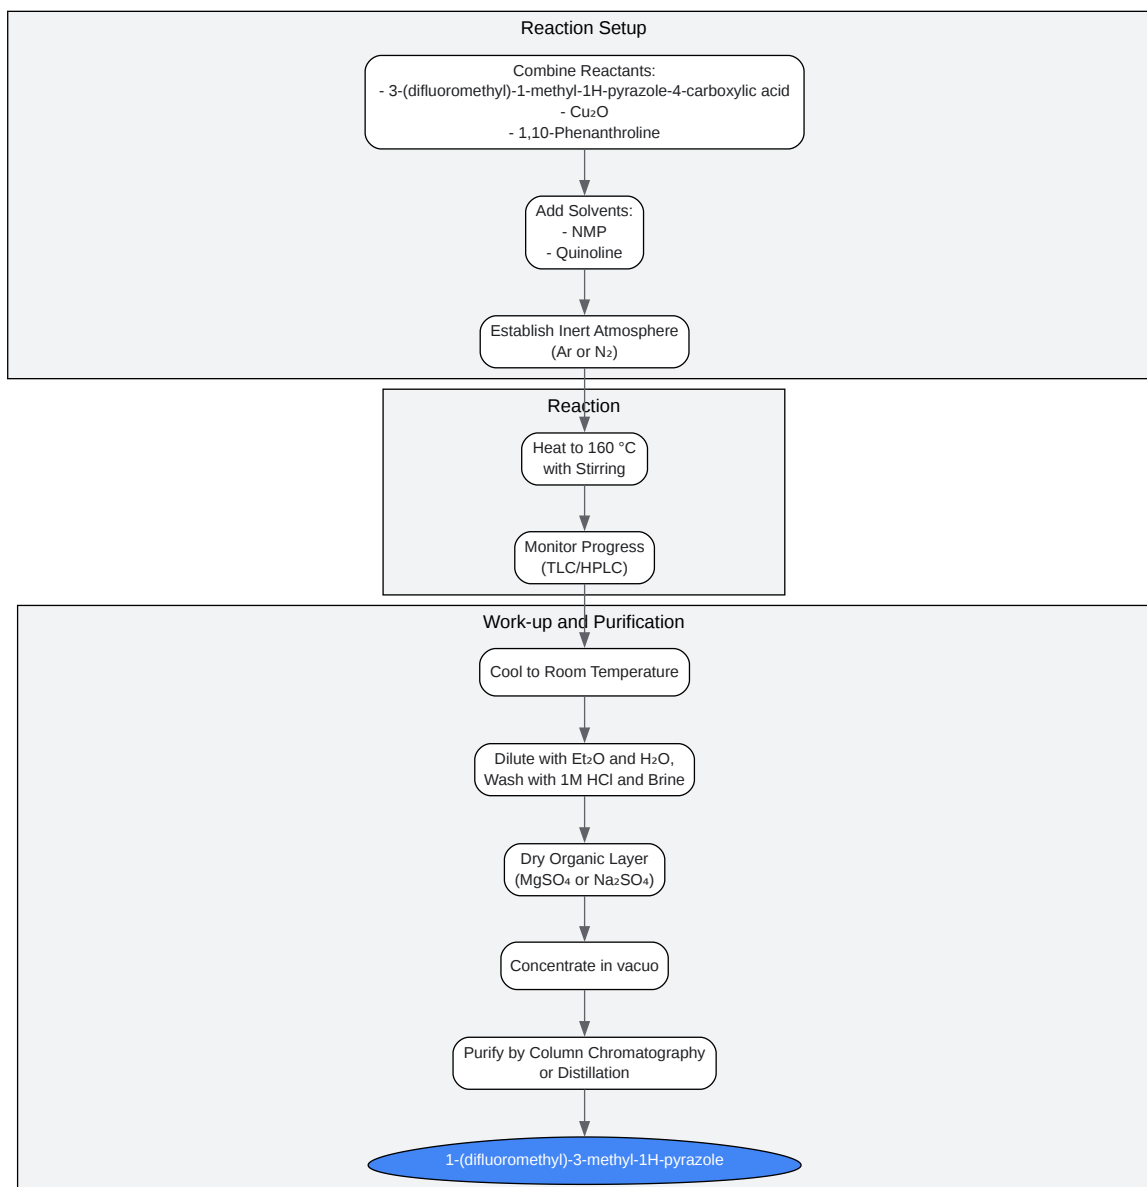 Reaction Setup
Combine Reactants:
- 3-(difluoromethyl)-1-methyl-1H-pyrazole-4-carboxylic acid
- Cu₂O
- 1,10-Phenanthroline
Add Solvents:
- NMP
- Quinoline
Establish Inert Atmosphere
(Ar or N₂)
Reaction
Heat to 160 °C
with Stirring
Monitor Progress
(TLC/HPLC)
Work-up and Purification
Cool to Room Temperature
Dilute with Et₂O and H₂O,
Wash with 1M HCl and Brine
Dry Organic Layer
(MgSO₄ or Na₂SO₄)
Concentrate in vacuo
Purify by Column Chromatography
or Distillation
1-(difluoromethyl)-3-methyl-1H-pyrazole